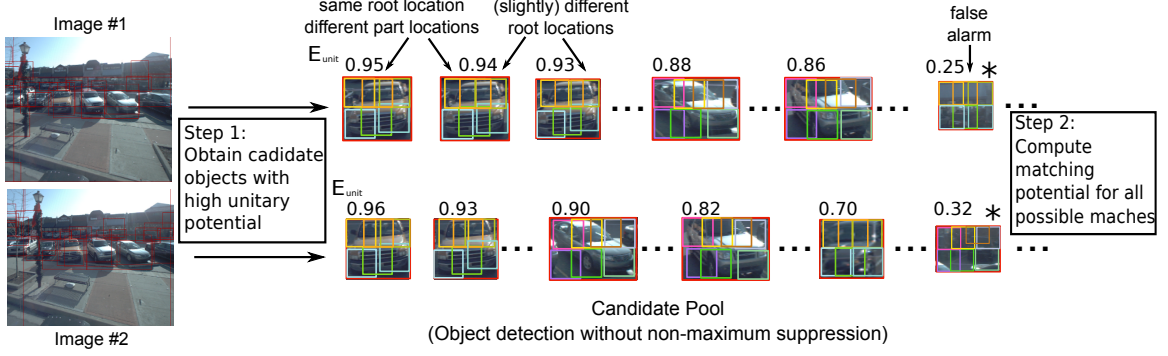 Image #1
same root location
different part locations
(slightly) different
root locations
false
alarm
E unit
0.95
0.94
0.93
...
0.88
...
0.86
...
0.25 *
...
Step 1:
Obtain cadidate
objects with
high unitary
potential
Step 2:
Compute
matching
potential for all
possible maches
E unit
0.96
0.93
...
0.90
...
0.82
...
0.70
...
0.32 *
...
Image #2
Candidate Pool
(Object detection without non-maximum suppression)